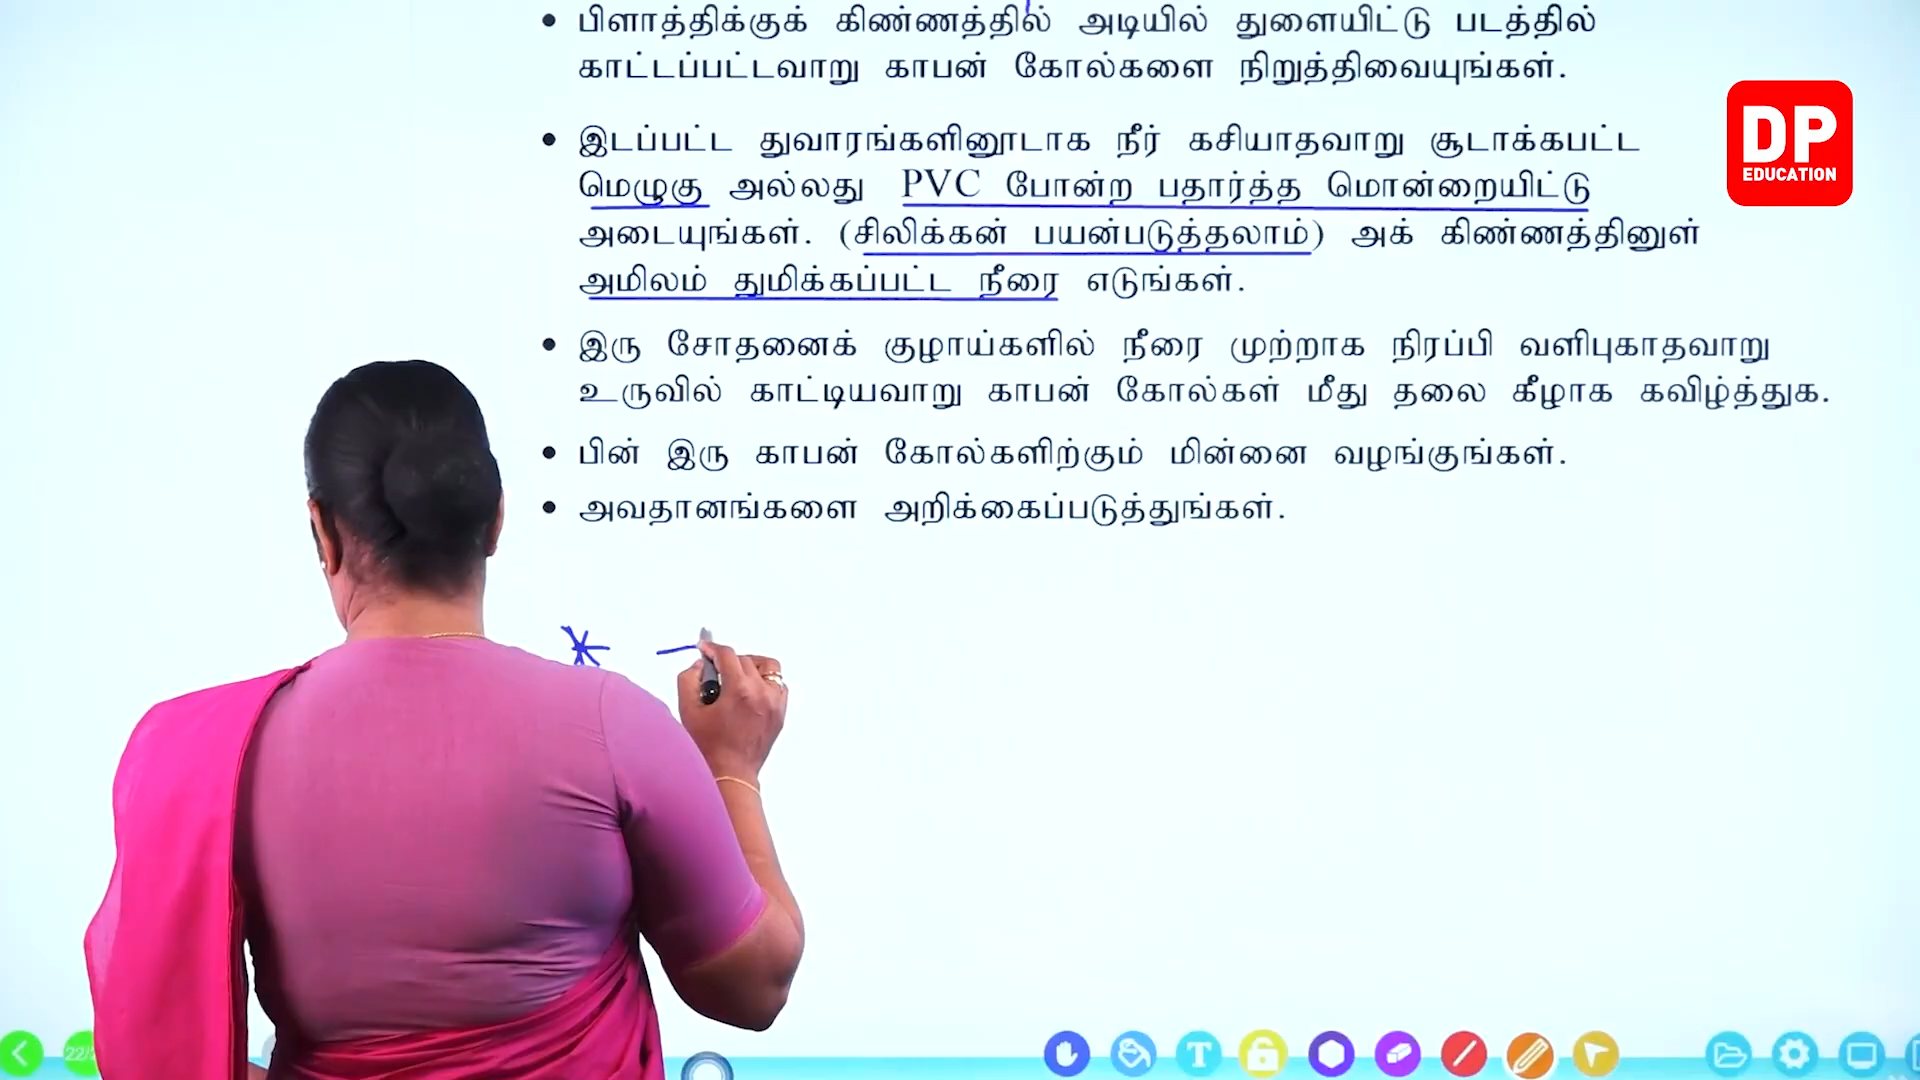 • பிளாத்திக்குக் கிண்ணத்தில் அடியில் துளையிட்டு படத்தில்
காட்டப்பட்டவாறு காபன் கோல்களை நிறுத்திவையுங்கள்.
• இடப்பட்ட துவாரங்களினூடாக நீர் கசியாதவாறு சூடாக்கபட்ட
மெழுகு அல்லது PVC போன்ற பதார்த்த மொன்றையிட்டு
அடையுங்கள். (சிலிக்கன் பயன்படுத்தலாம்) அக் கிண்ணத்தினுள்
அமிலம் துமிக்கப்பட்ட நீரை எடுங்கள்.
• இரு சோதனைக் குழாய்களில் நீரை முற்றாக நிரப்பி வளிபுகாதவாறு
உருவில் காட்டியவாறு காபன் கோல்கள் மீது தலை கீழாக கவிழ்த்துக.
• பின் இரு காபன் கோல்களிற்கும் மின்னை வழங்குங்கள்.
• அவதானங்களை அறிக்கைப்படுத்துங்கள்.
DP
EDUCATION
T